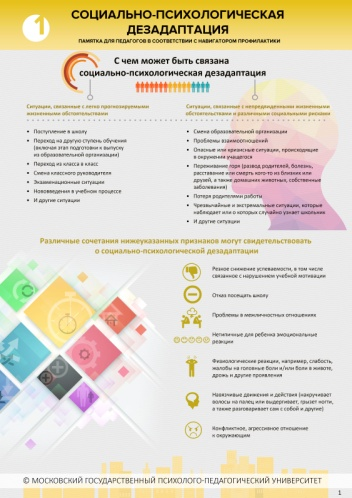 1
СОЦИАЛЬНО-ПСИХОЛОГИЧЕСКАЯ
ДЕЗАДАПТАЦИЯ
ПАМЯТКА ДЛЯ ПЕДАГОГОВ В СООТВЕТСТВИИ С НАВИГАТОРОМ ПРОФИЛАКТИКИ
С чем может быть связана
социально-психологическая дезадаптация
Ситуации, связанные с легко прогнозируемыми
жизненными обстоятельствами
• Поступление в школу
• Переход на другую ступень обучения
(включая этап подготовки к выпуску
из образовательной организации)
• Переход из класса в класс
• Смена классного руководителя
• Экзаменационные ситуации
• Нововведения в учебном процессе
• И другие ситуации
Ситуации, связанные с непредвиденными жизненными
обстоятельствами и различными социальными рисками
• Смена образовательной организации
• Проблемы взаимоотношений
• Опасные или кризисные ситуации, происходящие
в окружении учащегося
• Переживание горя (развод родителей, болезнь,
расставание или смерть кого-то из близких или
друзей, а также домашних животных, собственные
заболевания)
• Потеря родителями работы
• Чрезвычайные и экстремальные ситуации, которые
наблюдает или о которых случайно узнает школьник
• И другие ситуации
Различные сочетания нижеуказанных признаков могут свидетельствовать
о социально-психологической дезадаптации
Резкое снижение успеваемости, в том числе
связанное с нарушением учебной мотивации
Отказ посещать школу
Проблемы в межличностных отношениях
Нетипичные для ребенка эмоциональные
реакции
Физиологические реакции, например, слабость,
жалобы на головные боли и/или боли в животе,
дрожь и другие проявления
Навязчивые движения и действия (накручивает
волосы на палец или выдергивает, грызет ногти,
а также разговаривает сам с собой и другие)
Конфликтное, агрессивное отношение
к окружающим
© МОСКОВСКИЙ ГОСУДАРСТВЕННЫЙ ПСИХОЛОГО-ПЕДАГОГИЧЕСКИЙ УНИВЕРСИТЕТ
1